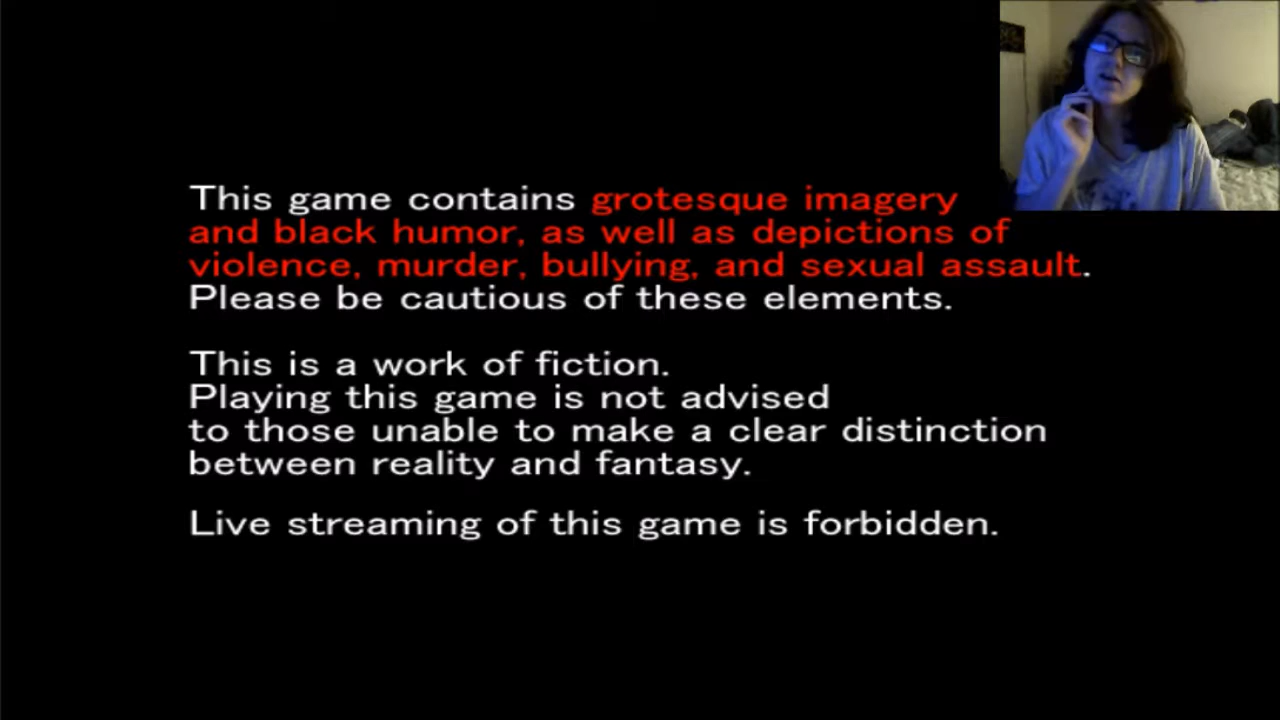 This game contains grotesque imagery
and black humor, as well as depictions of
violence, murder, bullying, and sexual assault.
Please be cautious of these elements.
This is a work of fiction.
Playing this game is not advised
to those unable to make a clear distinction
between reality and fantasy.
Live streaming of this game is forbidden.